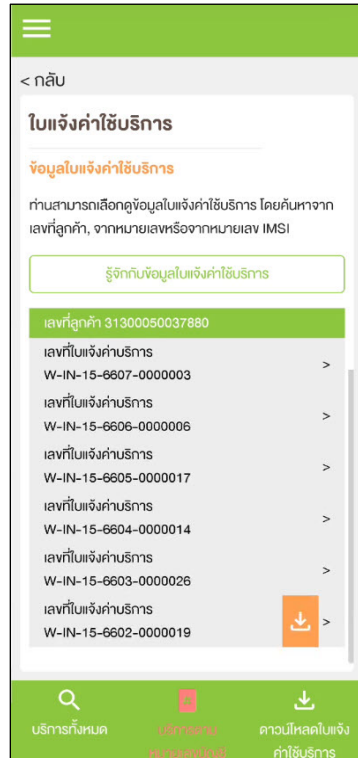 < กลับ
ใบแจ้งค่าใช้บริการ
ข้อมูลใบแจ้งค่าใช้บริการ
ท่านสามารถเลือกดูข้อมูลใบแจ้งค่าใช้บริการ โดยค้นหาจาก
เลขที่ลูกค้า, จากหมายเลขหรือจากหมายเลข IMSI
รู้จักกับข้อมูลใบแจ้งค่าใช้บริการ
เลขที่ลูกค้า 31300050037880
เลขที่ใบแจ้งค่าบริการ
W-IN-15-6607-0000003 >
เลขที่ใบแจ้งค่าบริการ
W-IN-15-6606-0000006 >
เลขที่ใบแจ้งค่าบริการ
W-IN-15-6605-0000017 >
เลขที่ใบแจ้งค่าบริการ
W-IN-15-6604-0000014 >
เลขที่ใบแจ้งค่าบริการ
W-IN-15-6603-0000026 >
เลขที่ใบแจ้งค่าบริการ
W-IN-15-6602-0000019 >
บริการทั้งหมด
ดาวน์โหลดใบแจ้ง
ค่าใช้บริการ